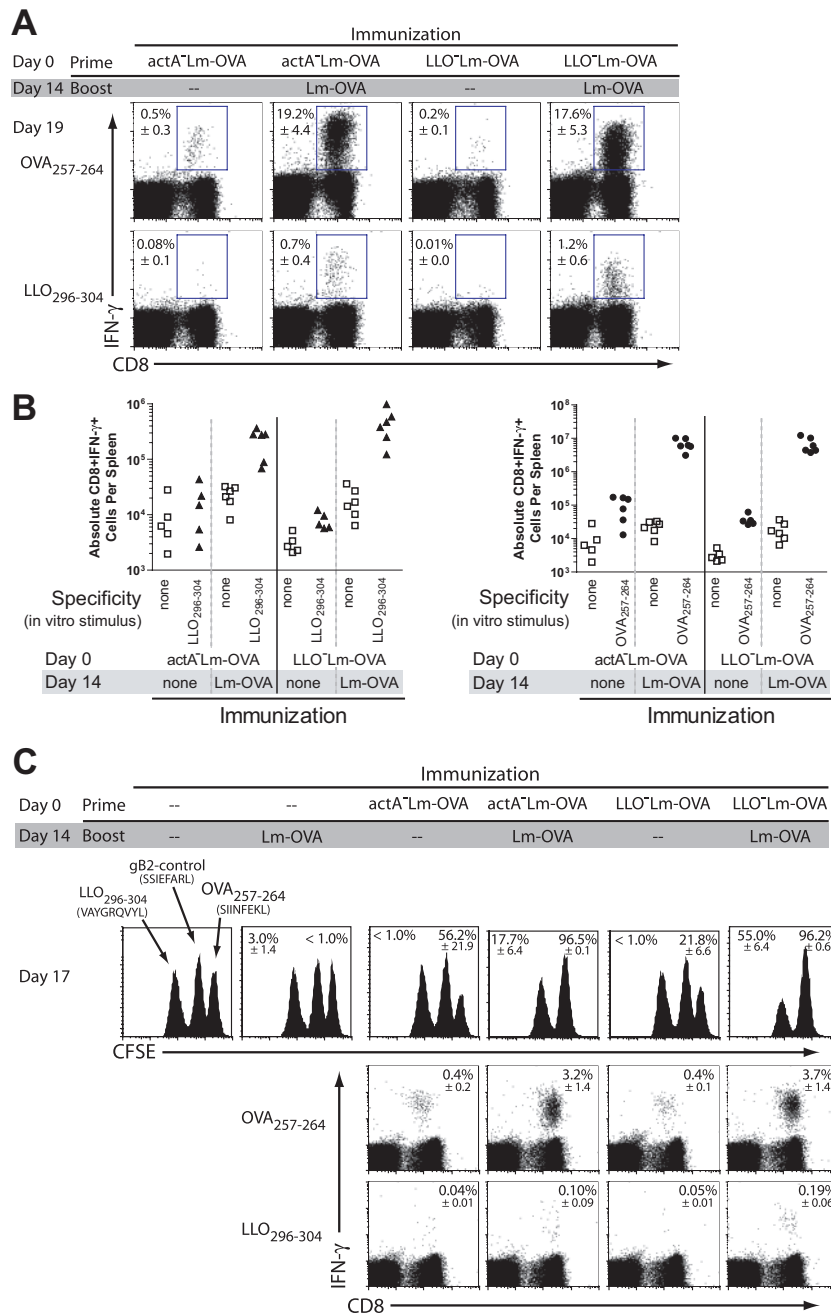 A
Immunization
Day 0 Prime actA⁻Lm-OVA actA⁻Lm-OVA LLO⁻Lm-OVA LLO⁻Lm-OVA
Day 14 Boost -- Lm-OVA -- Lm-OVA
Day 19
OVA257-264
0.5% ± 0.3
19.2% ± 4.4
0.2% ± 0.1
17.6% ± 5.3
LLO296-304
0.08% ± 0.1
0.7% ± 0.4
0.01% ± 0.0
1.2% ± 0.6
IFN-γ
CD8
B
Absolute CD8+IFN-γ+ Cells Per Spleen
10⁶
10⁵
10⁴
10³
Specificity
(in vitro stimulus)
none LLO296-304 none LLO296-304 none LLO296-304 none LLO296-304
Day 0 actA⁻Lm-OVA LLO⁻Lm-OVA
Day 14 none Lm-OVA none Lm-OVA
Immunization
Absolute CD8+IFN-γ+ Cells Per Spleen
10⁸
10⁷
10⁶
10⁵
10⁴
10³
Specificity
(in vitro stimulus)
none OVA257-264 none OVA257-264 none OVA257-264 none OVA257-264
Day 0 actA⁻Lm-OVA LLO⁻Lm-OVA
Day 14 none Lm-OVA none Lm-OVA
Immunization
C
Immunization
Day 0 Prime -- -- actA⁻Lm-OVA actA⁻Lm-OVA LLO⁻Lm-OVA LLO⁻Lm-OVA
Day 14 Boost -- Lm-OVA -- Lm-OVA -- Lm-OVA
gB2-control
(SSIEFARL)
LLO296-304
(VAYGRQVYL)
OVA257-264
(SIINFEKL)
Day 17
3.0% ± 1.4 < 1.0%
< 1.0% 56.2% ± 21.9
17.7% ± 6.4 96.5% ± 0.1
< 1.0% 21.8% ± 6.6
55.0% ± 6.4 96.2% ± 0.6
CFSE
OVA257-264
0.4% ± 0.2
3.2% ± 1.4
0.4% ± 0.1
3.7% ± 1.4
LLO296-304
0.04% ± 0.01
0.10% ± 0.09
0.05% ± 0.01
0.19% ± 0.06
IFN-γ
CD8